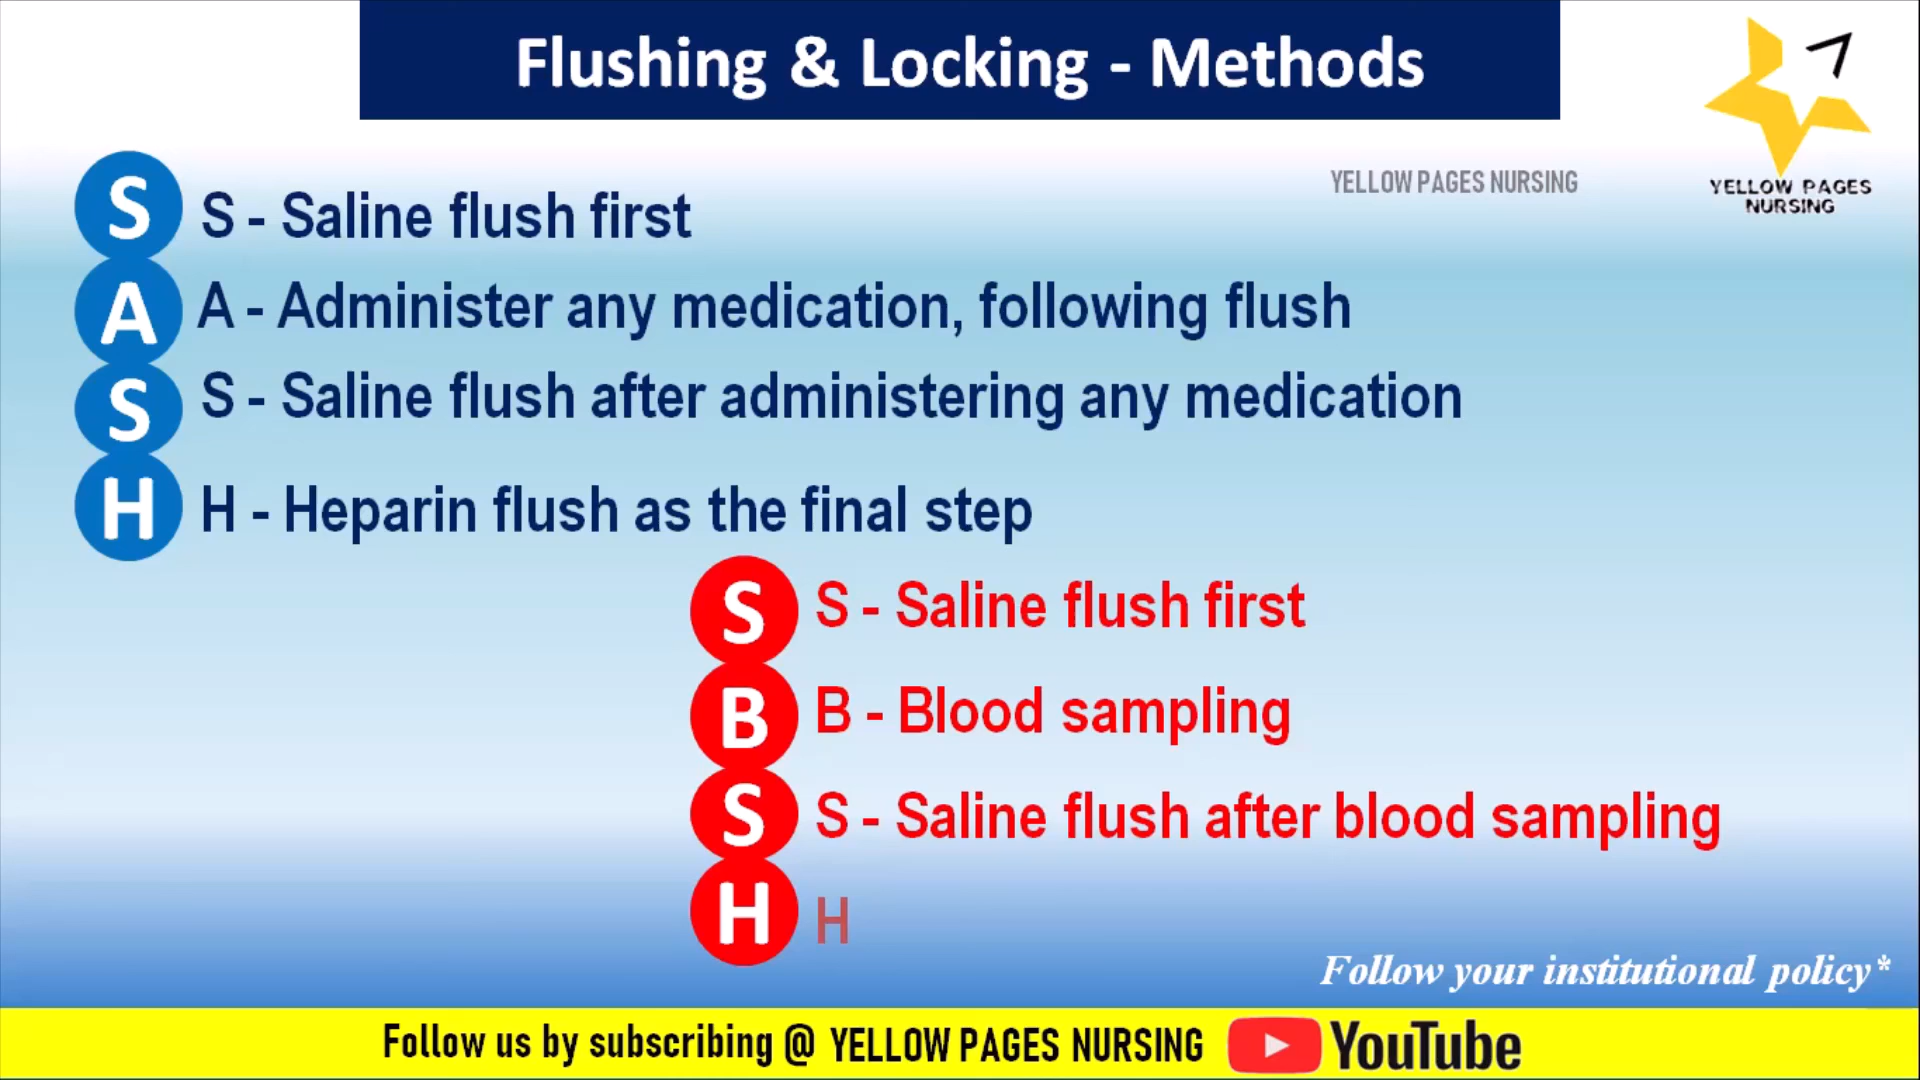 Flushing & Locking - Methods
YELLOW PAGES NURSING
YELLOW PAGES
NURSING
S
S - Saline flush first
A
A - Administer any medication, following flush
S
S - Saline flush after administering any medication
H
H - Heparin flush as the final step
S
S - Saline flush first
B
B - Blood sampling
S
S - Saline flush after blood sampling
H
H
Follow your institutional policy*
Follow us by subscribing @ YELLOW PAGES NURSING YouTube